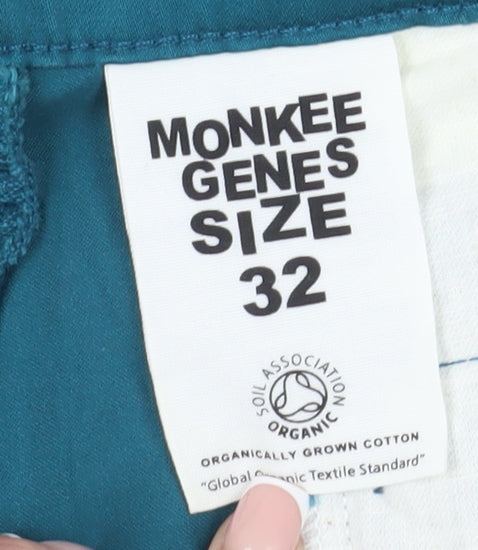 MONKEE
GENES
SIZE
32
SOIL ASSOCIATION
ORGANIC
ORGANICALLY GROWN COTTON
"Global Textile Standard"